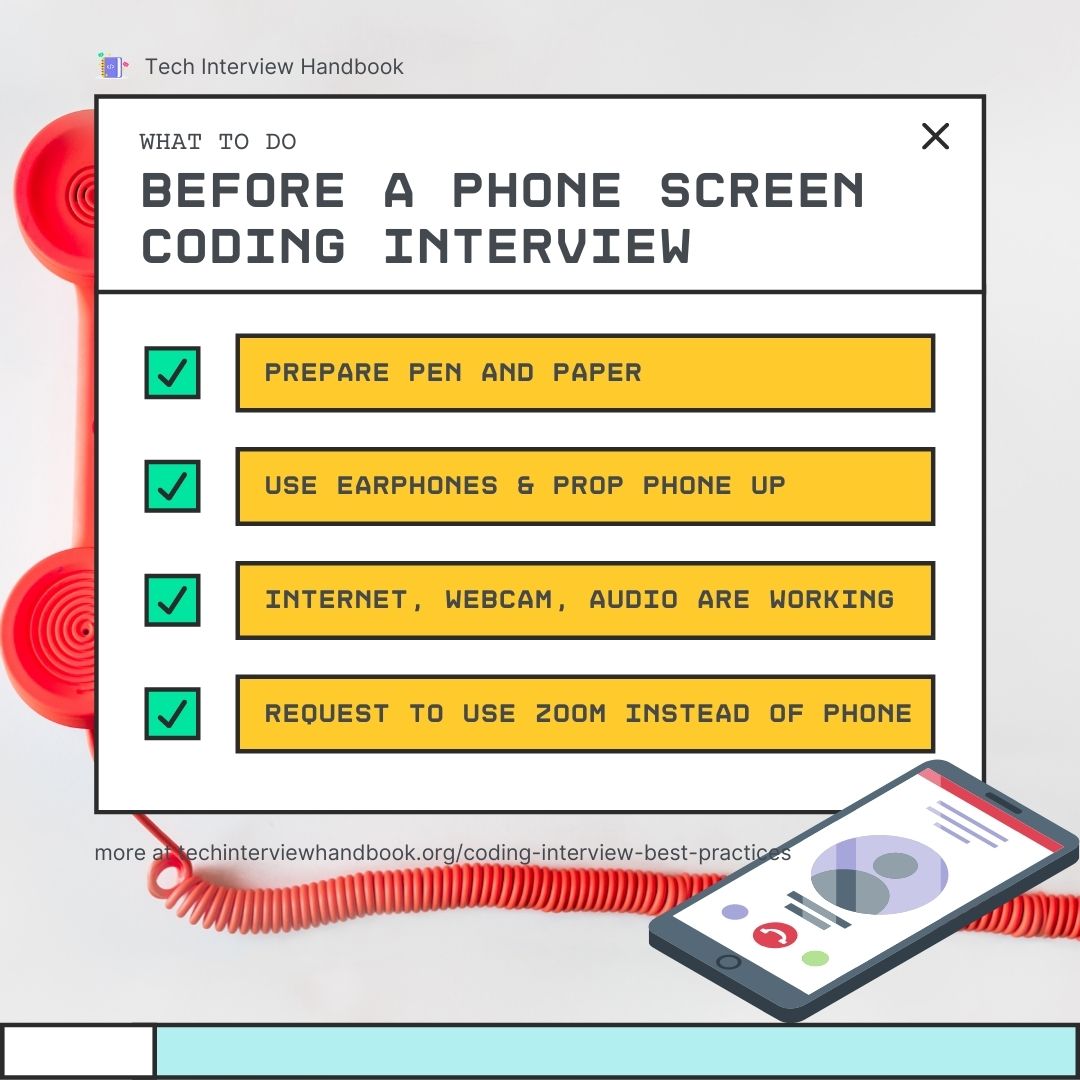 Tech Interview Handbook
WHAT TO DO
BEFORE A PHONE SCREEN
CODING INTERVIEW
PREPARE PEN AND PAPER
USE EARPHONES & PROP PHONE UP
INTERNET, WEBCAM, AUDIO ARE WORKING
REQUEST TO USE ZOOM INSTEAD OF PHONE
more at techinterviewhandbook.org/coding-interview-best-practices